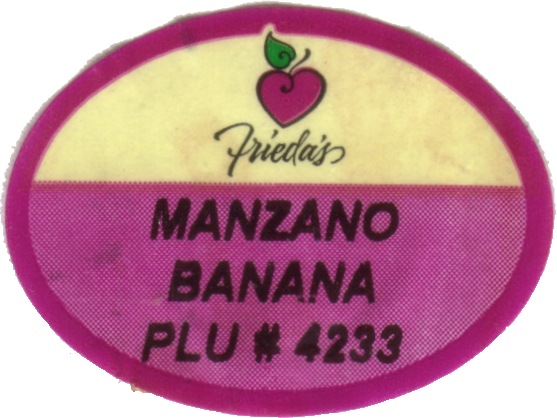 Frieda's
MANZANO
BANANA
PLU # 4233